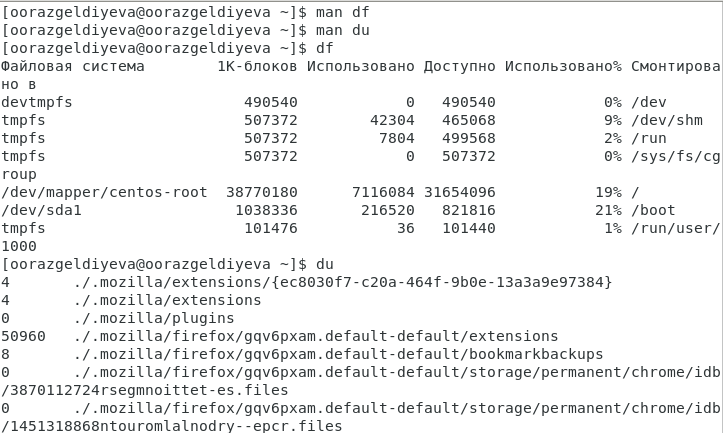 [oorazgeldiyeva@oorazgeldiyeva ~]$ man df
[oorazgeldiyeva@oorazgeldiyeva ~]$ man du
[oorazgeldiyeva@oorazgeldiyeva ~]$ df
Файловая система        1K-блоков Использовано Доступно Использовано% Смонтирова
но в
devtmpfs                   490540            0   490540            0% /dev
tmpfs                      507372        42304   465068            9% /dev/shm
tmpfs                      507372         7804   499568            2% /run
tmpfs                      507372            0   507372            0% /sys/fs/cg
roup
/dev/mapper/centos-root  38770180      7116084 31654096           19% /
/dev/sda1                 1038336       216520   821816           21% /boot
tmpfs                      101476           36   101440            1% /run/user/
1000
[oorazgeldiyeva@oorazgeldiyeva ~]$ du
4       ./.mozilla/extensions/{ec8030f7-c20a-464f-9b0e-13a3a9e97384}
4       ./.mozilla/extensions
0       ./.mozilla/plugins
50960   ./.mozilla/firefox/gqv6pxam.default-default/extensions
8       ./.mozilla/firefox/gqv6pxam.default-default/bookmarkbackups
0       ./.mozilla/firefox/gqv6pxam.default-default/storage/permanent/chrome/idb
/3870112724rsegmnoittet-es.files
0       ./.mozilla/firefox/gqv6pxam.default-default/storage/permanent/chrome/idb
/1451318868ntouromlalnodry--epcr.files